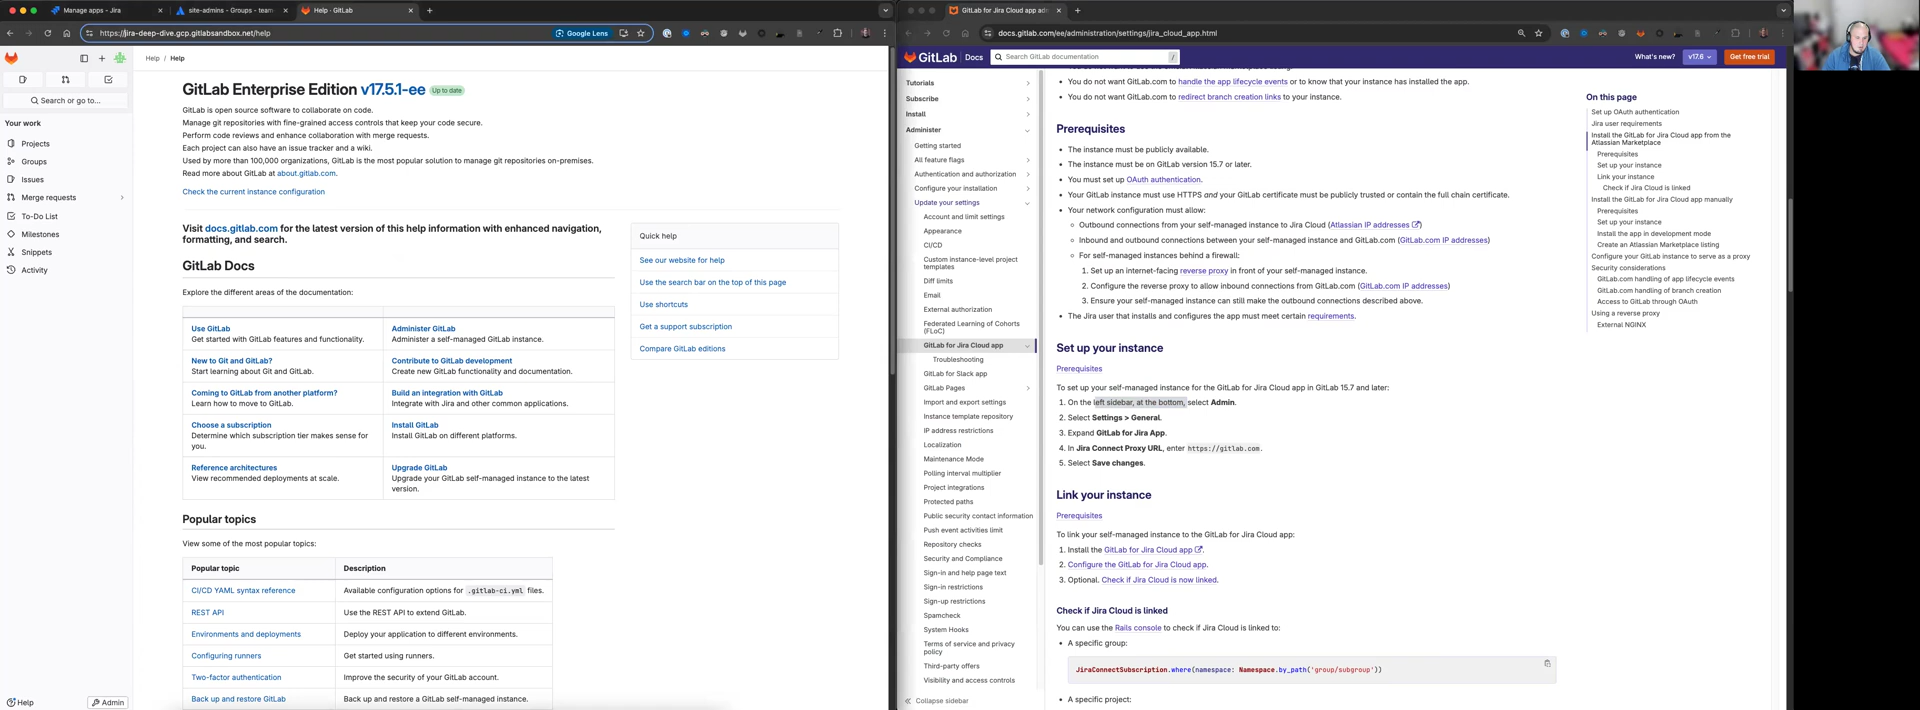 Manage apps - Jira
site-admins - Groups - team
Help · GitLab
https://jira-deep-dive.gcp.gitlabsandbox.net/help
Google Lens
Search or go to...
Your work
Projects
Groups
Issues
Merge requests
To-Do List
Milestones
Snippets
Activity
Help
Admin
Help / Help
GitLab Enterprise Edition v17.5.1-ee Up to date
GitLab is open source software to collaborate on code.
Manage git repositories with fine-grained access controls that keep your code secure.
Perform code reviews and enhance collaboration with merge requests.
Each project can also have an issue tracker and a wiki.
Used by more than 100,000 organizations, GitLab is the most popular solution to manage git repositories on-premises.
Read more about GitLab at about.gitlab.com.
Check the current instance configuration
Visit docs.gitlab.com for the latest version of this help information with enhanced navigation,
formatting, and search.
GitLab Docs
Explore the different areas of the documentation:
Use GitLab
Get started with GitLab features and functionality.
Administer GitLab
Administer a self-managed GitLab instance.
New to Git and GitLab?
Start learning about Git and GitLab.
Contribute to GitLab development
Create new GitLab functionality and documentation.
Coming to GitLab from another platform?
Learn how to move to GitLab.
Build an integration with GitLab
Integrate with Jira and other common applications.
Choose a subscription
Determine which subscription tier makes sense for
you.
Install GitLab
Install GitLab on different platforms.
Reference architectures
View recommended deployments at scale.
Upgrade GitLab
Upgrade your GitLab self-managed instance to the latest
version.
Quick help
See our website for help
Use the search bar on the top of this page
Use shortcuts
Get a support subscription
Compare GitLab editions
Popular topics
View some of the most popular topics:
Popular topic Description
CI/CD YAML syntax reference Available configuration options for .gitlab-ci.yml files.
REST API Use the REST API to extend GitLab.
Environments and deployments Deploy your application to different environments.
Configuring runners Get started using runners.
Two-factor authentication Improve the security of your GitLab account.
Back up and restore GitLab Back up and restore a GitLab self-managed instance.
GitLab for Jira Cloud app adm
docs.gitlab.com/ee/administration/settings/jira_cloud_app.html
GitLab Docs
Search GitLab documentation /
What's new?
v17.6
Get free trial
Tutorials
Subscribe
Install
Administer
Getting started
All feature flags
Authentication and authorization
Configure your installation
Update your settings
Account and limit settings
Appearance
CI/CD
Custom instance-level project
templates
Diff limits
Email
External authorization
Federated Learning of Cohorts
(FLoC)
GitLab for Jira Cloud app
Troubleshooting
GitLab for Slack app
GitLab Pages
Import and export settings
Instance template repository
IP address restrictions
Localization
Maintenance Mode
Polling interval multiplier
Project integrations
Protected paths
Public security contact information
Push event activities limit
Repository checks
Security and Compliance
Sign-in and help page text
Sign-in restrictions
Sign-up restrictions
Spamcheck
System Hooks
Terms of service and privacy
policy
Third-party offers
Visibility and access controls
Collapse sidebar
You do not want GitLab.com to handle the app lifecycle events or to know that your instance has installed the app.
You do not want GitLab.com to redirect branch creation links to your instance.
Prerequisites
The instance must be publicly available.
The instance must be on GitLab version 15.7 or later.
You must set up OAuth authentication.
Your GitLab instance must use HTTPS and your GitLab certificate must be publicly trusted or contain the full chain certificate.
Your network configuration must allow:
Outbound connections from your self-managed instance to Jira Cloud (Atlassian IP addresses)
Inbound and outbound connections between your self-managed instance and GitLab.com (GitLab.com IP addresses)
For self-managed instances behind a firewall:
1. Set up an internet-facing reverse proxy in front of your self-managed instance.
2. Configure the reverse proxy to allow inbound connections from GitLab.com (GitLab.com IP addresses)
3. Ensure your self-managed instance can still make the outbound connections described above.
The Jira user that installs and configures the app must meet certain requirements.
Set up your instance
Prerequisites
To set up your self-managed instance for the GitLab for Jira Cloud app in GitLab 15.7 and later:
1. On the left sidebar, at the bottom, select Admin.
2. Select Settings > General.
3. Expand GitLab for Jira App.
4. In Jira Connect Proxy URL, enter https://gitlab.com.
5. Select Save changes.
Link your instance
Prerequisites
To link your self-managed instance to the GitLab for Jira Cloud app:
1. Install the GitLab for Jira Cloud app.
2. Configure the GitLab for Jira Cloud app.
3. Optional. Check if Jira Cloud is now linked.
Check if Jira Cloud is linked
You can use the Rails console to check if Jira Cloud is linked to:
A specific group:
JiraConnectSubscription.where(namespace: Namespace.by_path('group/subgroup'))
A specific project:
On this page
Set up OAuth authentication
Jira user requirements
Install the GitLab for Jira Cloud app from the
Atlassian Marketplace
Prerequisites
Set up your instance
Link your instance
Check if Jira Cloud is linked
Install the GitLab for Jira Cloud app manually
Prerequisites
Set up your instance
Install the app in development mode
Create an Atlassian Marketplace listing
Configure your GitLab instance to serve as a proxy
Security considerations
GitLab.com handling of app lifecycle events
GitLab.com handling of branch creation
Access to GitLab through OAuth
Using a reverse proxy
External NGINX